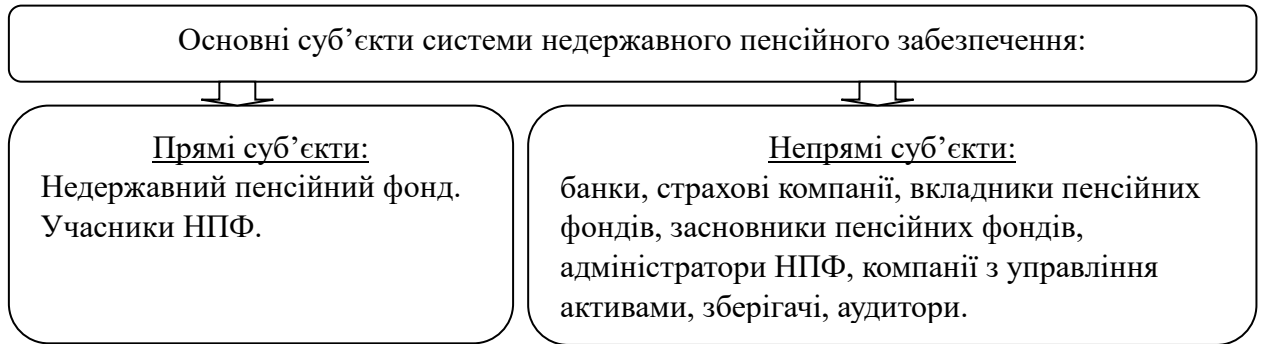 Основні суб’єкти системи недержавного пенсійного забезпечення:
Прямі суб’єкти:
Недержавний пенсійний фонд.
Учасники НПФ.
Непрямі суб’єкти:
банки, страхові компанії, вкладники пенсійних
фондів, засновники пенсійних фондів,
адміністратори НПФ, компанії з управління
активами, зберігачі, аудитори.